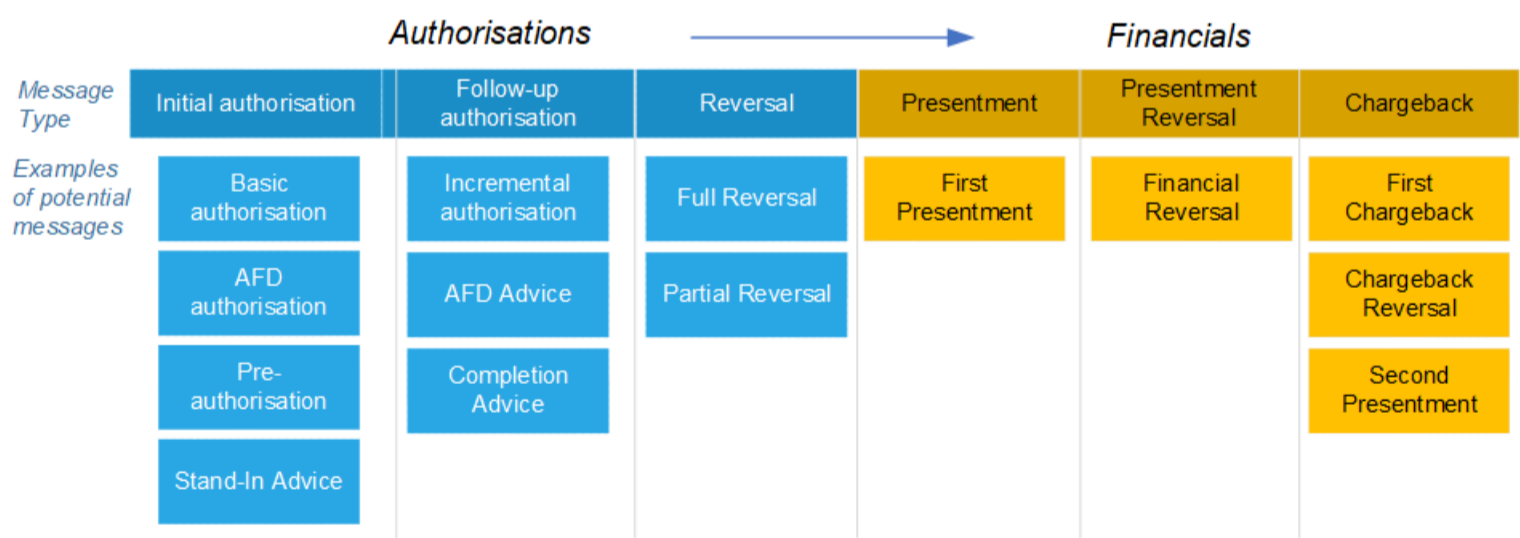 Authorisations
Financials
Message
Type
Initial authorisation
Follow-up
authorisation
Reversal
Presentment
Presentment
Reversal
Chargeback
Examples
of potential
messages
Basic
authorisation
Incremental
authorisation
Full Reversal
First
Presentment
Financial
Reversal
First
Chargeback
AFD
authorisation
AFD Advice
Partial Reversal
Chargeback
Reversal
Pre-
authorisation
Completion
Advice
Second
Presentment
Stand-In Advice